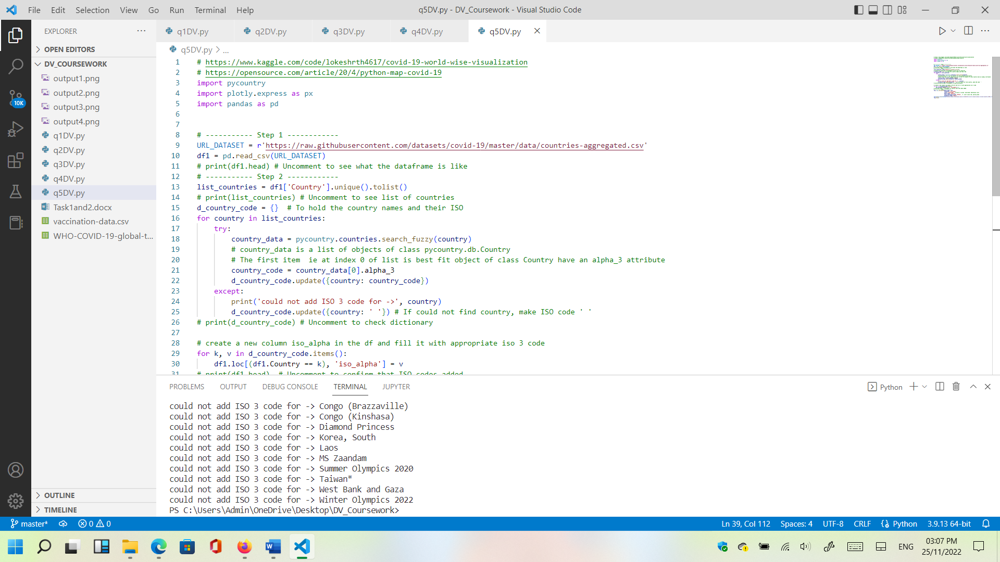 File Edit Selection View Go Run Terminal Help
q5DV.py - DV_Coursework - Visual Studio Code
EXPLORER
OPEN EDITORS
DV_COURSEWORK
output1.png
output2.png
output3.png
output4.png
q1DV.py
q2DV.py
q3DV.py
q4DV.py
q5DV.py
Task1and2.docx
vaccination-data.csv
WHO-COVID-19-global-t...
OUTLINE
TIMELINE
10K
q1DV.py q2DV.py q3DV.py q4DV.py q5DV.py
q5DV.py > ...
1 # https://www.kaggle.com/code/lokeshrth4617/covid-19-world-wise-visualization
2 # https://opensource.com/article/20/4/python-map-covid-19
3 import pycountry
4 import plotly.express as px
5 import pandas as pd
6
7
8 # ----------- Step 1 ------------
9 URL_DATASET = r'https://raw.githubusercontent.com/datasets/covid-19/master/data/countries-aggregated.csv'
10 df1 = pd.read_csv(URL_DATASET)
11 # print(df1.head) # Uncomment to see what the dataframe is like
12 # ----------- Step 2 ------------
13 list_countries = df1['Country'].unique().tolist()
14 # print(list_countries) # Uncomment to see list of countries
15 d_country_code = {}  # To hold the country names and their ISO
16 for country in list_countries:
17     try:
18         country_data = pycountry.countries.search_fuzzy(country)
19         # country_data is a list of objects of class pycountry.db.Country
20         # The first item  ie at index 0 of list is best fit object of class Country have an alpha_3 attribute
21         country_code = country_data[0].alpha_3
22         d_country_code.update({country: country_code})
23     except:
24         print('could not add ISO 3 code for ->', country)
25         d_country_code.update({country: ' '}) # If could not find country, make ISO code ' '
26 # print(d_country_code) # Uncomment to check dictionary
27
28 # create a new column iso_alpha in the df and fill it with appropriate iso 3 code
29 for k, v in d_country_code.items():
30     df1.loc[(df1.Country == k), 'iso_alpha'] = v
31 # print(df1.head)  # Uncomment to confirm that ISO codes added
PROBLEMS OUTPUT DEBUG CONSOLE TERMINAL JUPYTER
Python
could not add ISO 3 code for -> Congo (Brazzaville)
could not add ISO 3 code for -> Congo (Kinshasa)
could not add ISO 3 code for -> Diamond Princess
could not add ISO 3 code for -> Korea, South
could not add ISO 3 code for -> Laos
could not add ISO 3 code for -> MS Zaandam
could not add ISO 3 code for -> Summer Olympics 2020
could not add ISO 3 code for -> Taiwan*
could not add ISO 3 code for -> West Bank and Gaza
could not add ISO 3 code for -> Winter Olympics 2022
PS C:\Users\Admin\OneDrive\Desktop\DV_Coursework>
master* 0 0 Ln 39, Col 112 Spaces: 4 UTF-8 CRLF Python 3.9.13 64-bit
ENG
03:07 PM
25/11/2022